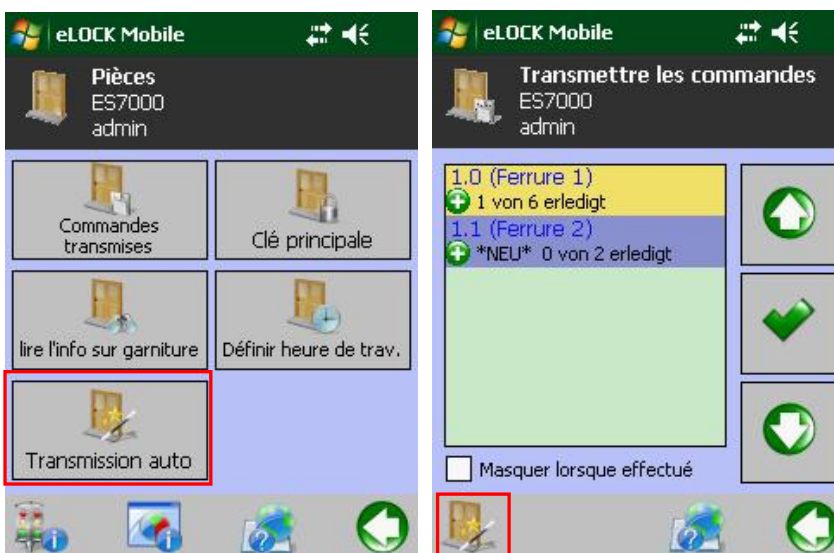 eLOCK Mobile
Pièces
ES7000
admin
Commandes
transmises
Clé principale
lire l'info sur garniture
Définir heure de trav.
Transmission auto
eLOCK Mobile
Transmettre les commandes
ES7000
admin
1.0 (Ferrure 1)
1 von 6 erledigt
1.1 (Ferrure 2)
*NEU* 0 von 2 erledigt
Masquer lorsque effectué